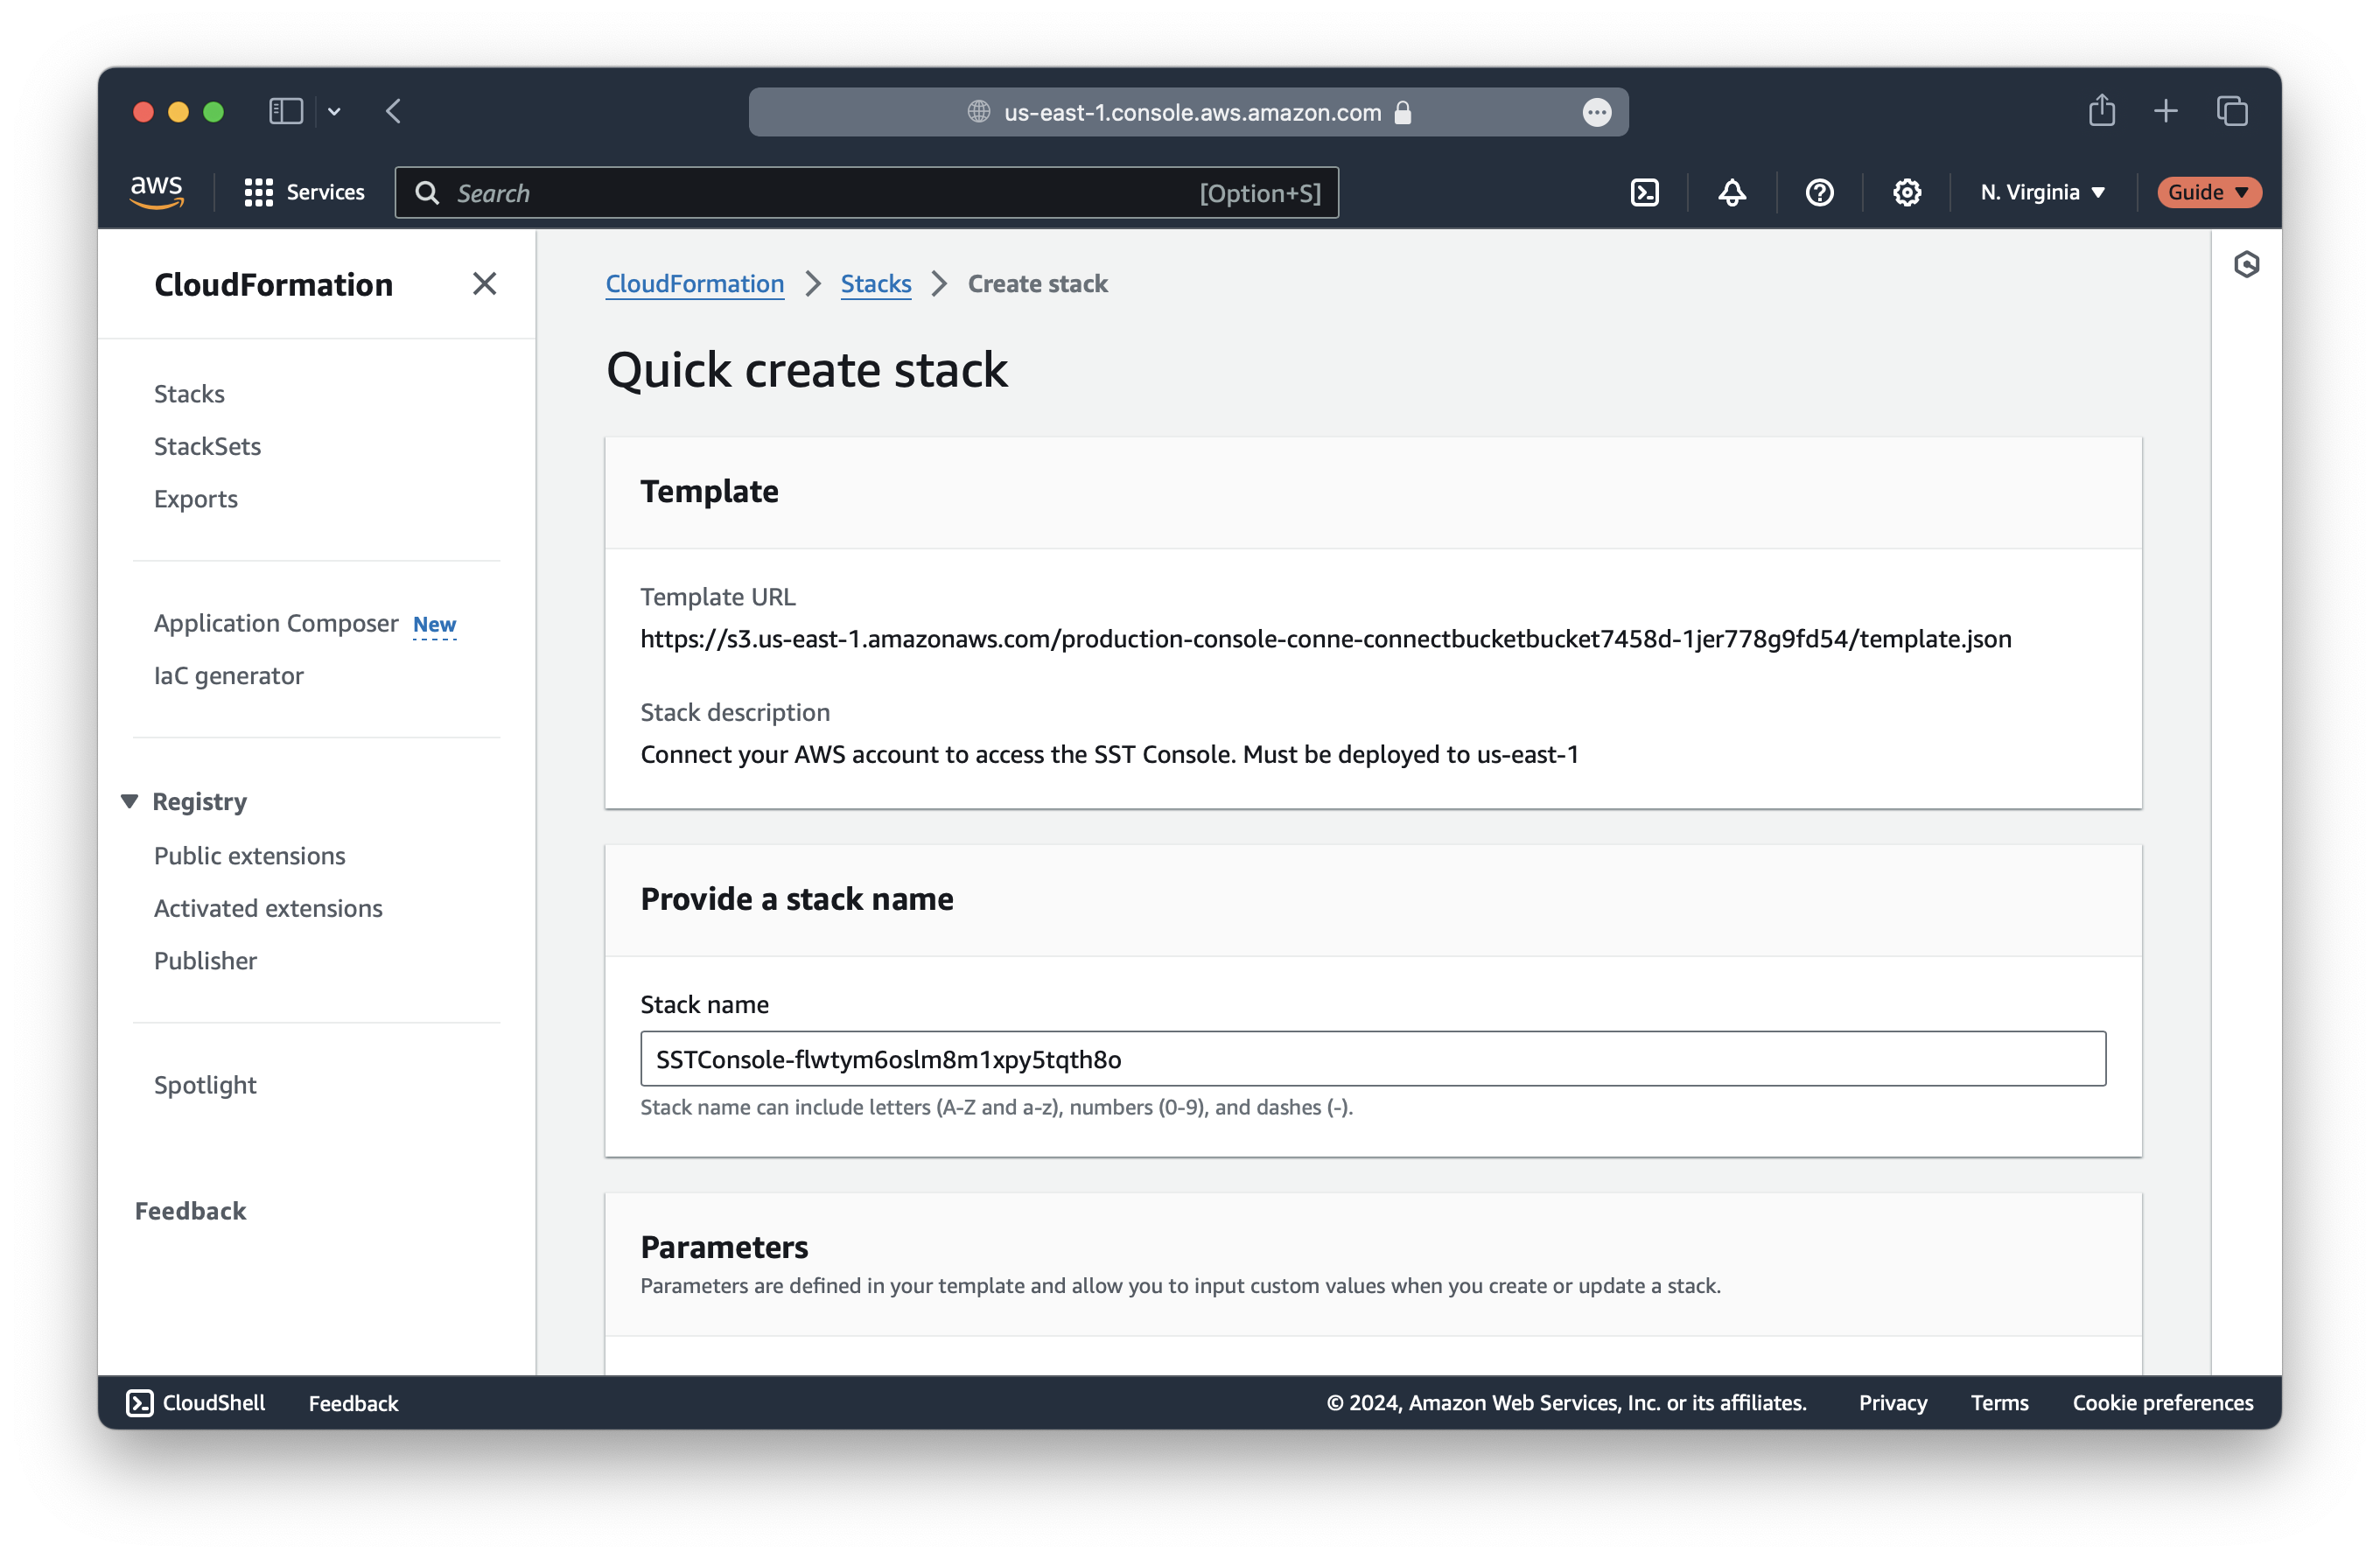 us-east-1.console.aws.amazon.com
aws
Services
Search
[Option+S]
N. Virginia
Guide
CloudFormation
Stacks
StackSets
Exports
Application Composer New
IaC generator
Registry
Public extensions
Activated extensions
Publisher
Spotlight
Feedback
CloudFormation
Stacks
Create stack
Quick create stack
Template
Template URL
https://s3.us-east-1.amazonaws.com/production-console-conne-connectbucketbucket7458d-1jer778g9fd54/template.json
Stack description
Connect your AWS account to access the SST Console. Must be deployed to us-east-1
Provide a stack name
Stack name
SSTConsole-flwtym6oslm8m1xpy5tqth8o
Stack name can include letters (A-Z and a-z), numbers (0-9), and dashes (-).
Parameters
Parameters are defined in your template and allow you to input custom values when you create or update a stack.
CloudShell
Feedback
© 2024, Amazon Web Services, Inc. or its affiliates.
Privacy
Terms
Cookie preferences